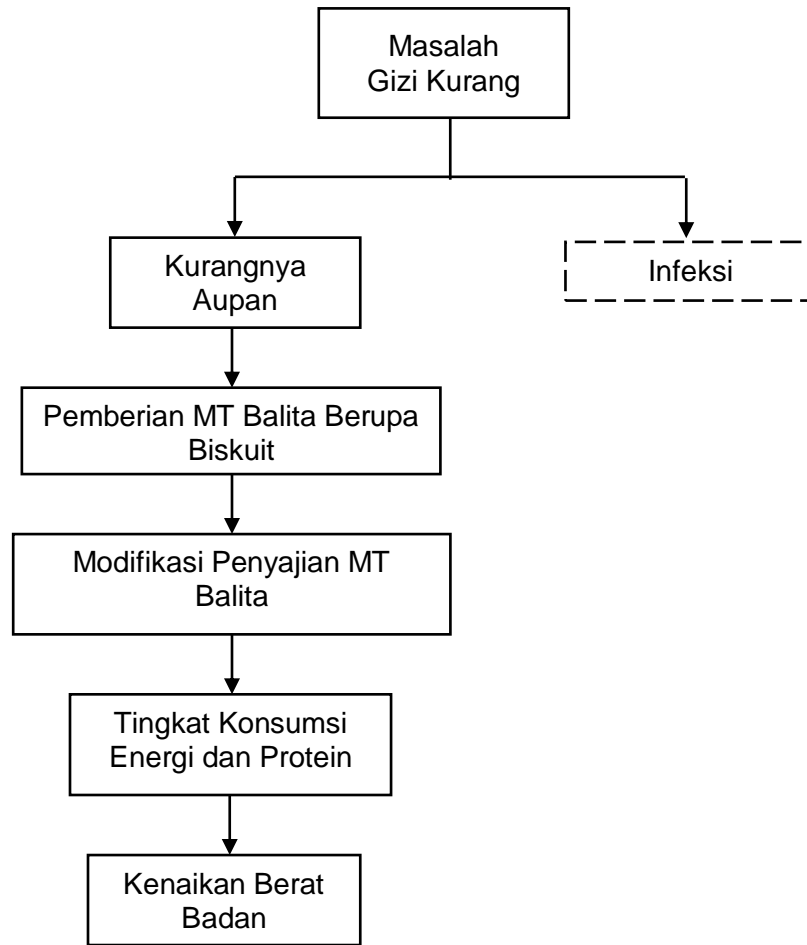 Masalah
Gizi Kurang
Kurangnya
Aupan
Infeksi
Pemberian MT Balita Berupa
Biskuit
Modifikasi Penyajian MT
Balita
Tingkat Konsumsi
Energi dan Protein
Kenaikan Berat
Badan